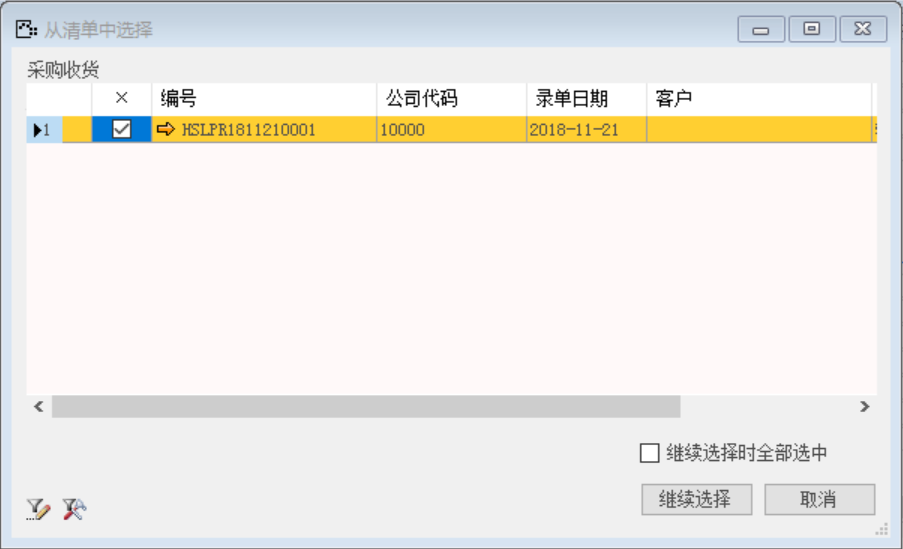 从清单中选择
采购收货
× 编号 公司代码 录单日期 客户
1 HSLPR1811210001 10000 2018-11-21
继续选择时全部选中
继续选择 取消